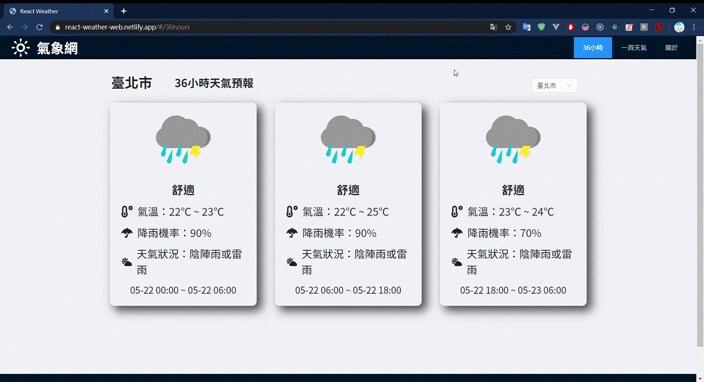 React Weather
react-weather-web.netlify.app/#/36hours
氣象網
36小時
一周天氣
關於
臺北市
36小時天氣預報
臺北市
舒適
氣溫：22℃ ~ 23℃
降雨機率：90%
天氣狀況：陰陣雨或雷
雨
05-22 00:00 ~ 05-22 06:00
舒適
氣溫：22℃ ~ 25℃
降雨機率：90%
天氣狀況：陰陣雨或雷
雨
05-22 06:00 ~ 05-22 18:00
舒適
氣溫：23℃ ~ 24℃
降雨機率：70%
天氣狀況：陰陣雨或雷
雨
05-22 18:00 ~ 05-23 06:00